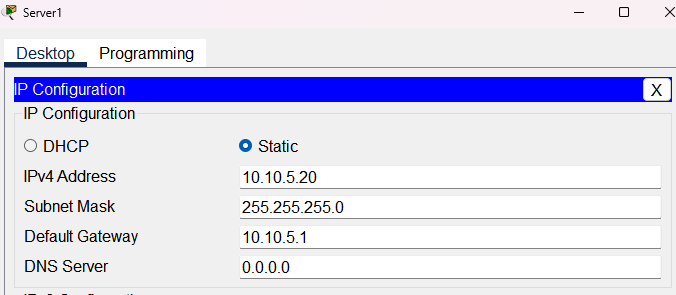 Server1
Desktop Programming
IP Configuration X
IP Configuration
DHCP Static
IPv4 Address 10.10.5.20
Subnet Mask 255.255.255.0
Default Gateway 10.10.5.1
DNS Server 0.0.0.0